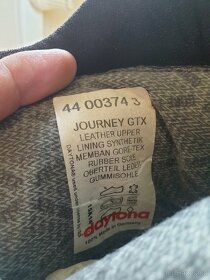 44 00374 3
JOURNEY GTX
LEATHER UPPER
LINING SYNTHETIK
MEMBAN GORE-TEX
RUBBER SOLE
OBERTEIL LEDER
GUMMISOHLE
daytona
100% Made in Germany